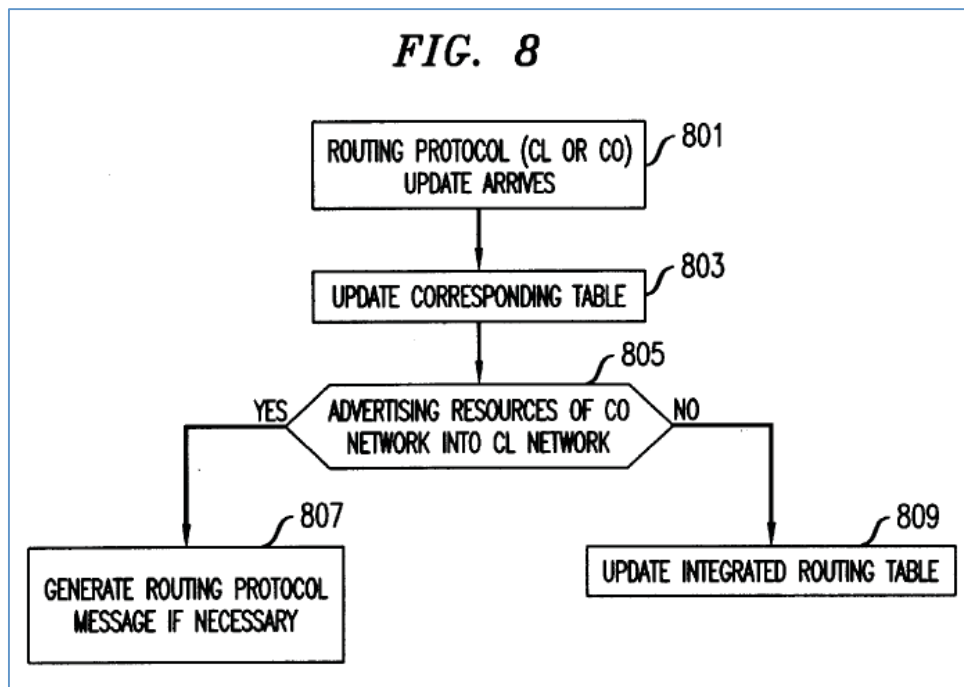 FIG. 8
801
ROUTING PROTOCOL (CL OR CO)
UPDATE ARRIVES
803
UPDATE CORRESPONDING TABLE
805
YES
ADVERTISING RESOURCES OF CO
NETWORK INTO CL NETWORK
NO
807
GENERATE ROUTING PROTOCOL
MESSAGE IF NECESSARY
809
UPDATE INTEGRATED ROUTING TABLE